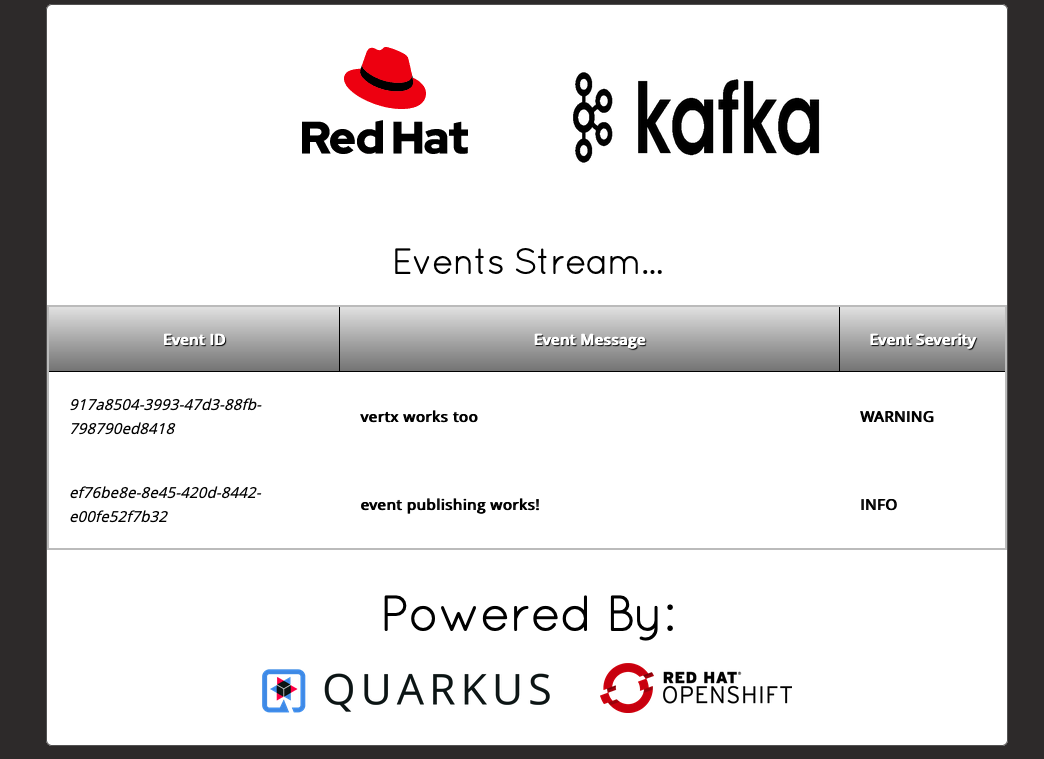 Red Hat
kafka
Events Stream...
Event ID
Event Message
Event Severity
917a8504-3993-47d3-88fb-
798790ed8418
vertx works too
WARNING
ef76be8e-8e45-420d-8442-
e00fe52f7b32
event publishing works!
INFO
Powered By:
QUARKUS
RED HAT®
OPENSHIFT